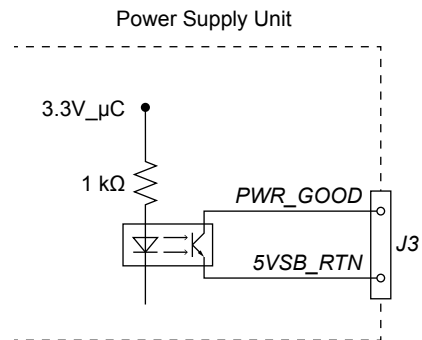 Power Supply Unit
3.3V_μC
1 kΩ
PWR_GOOD
J3
5VSB_RTN